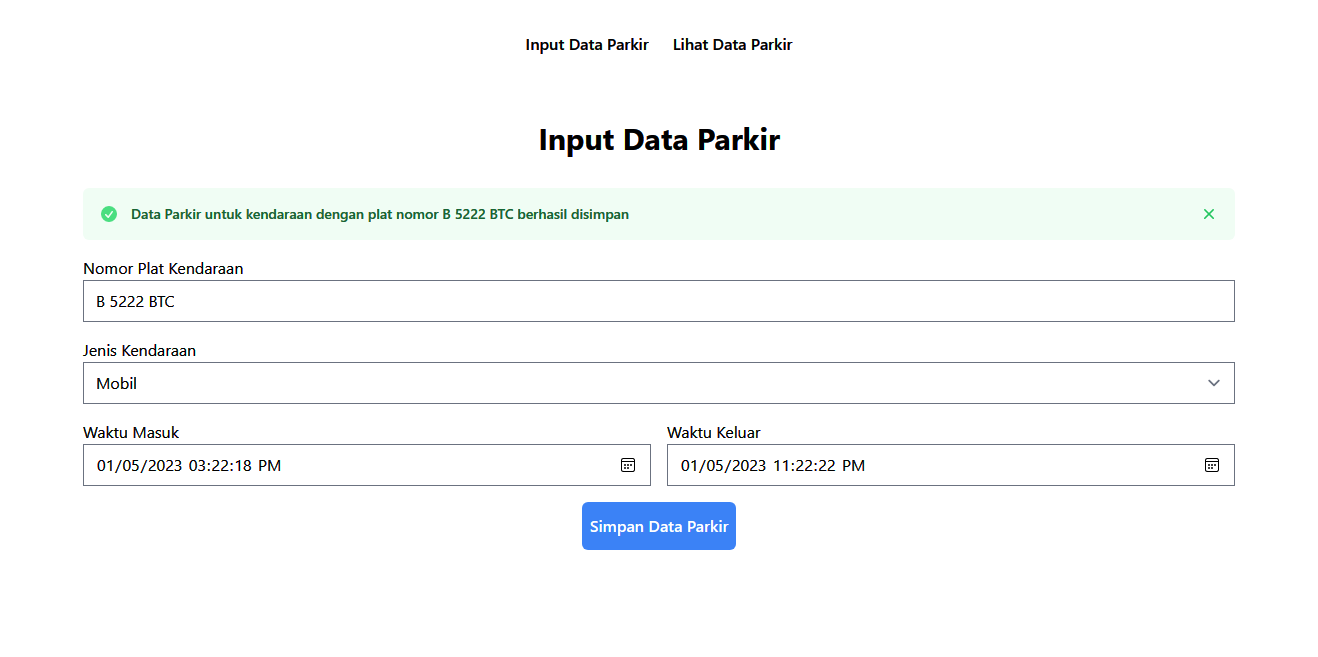 Input Data Parkir Lihat Data Parkir
Input Data Parkir
Data Parkir untuk kendaraan dengan plat nomor B 5222 BTC berhasil disimpan
Nomor Plat Kendaraan
B 5222 BTC
Jenis Kendaraan
Mobil
Waktu Masuk Waktu Keluar
01/05/2023 03:22:18 PM 01/05/2023 11:22:22 PM
Simpan Data Parkir